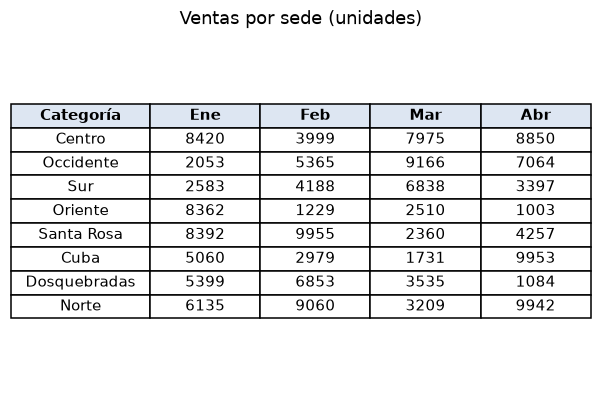 Ventas por sede (unidades)
Categoría Ene Feb Mar Abr
Centro 8420 3999 7975 8850
Occidente 2053 5365 9166 7064
Sur 2583 4188 6838 3397
Oriente 8362 1229 2510 1003
Santa Rosa 8392 9955 2360 4257
Cuba 5060 2979 1731 9953
Dosquebradas 5399 6853 3535 1084
Norte 6135 9060 3209 9942